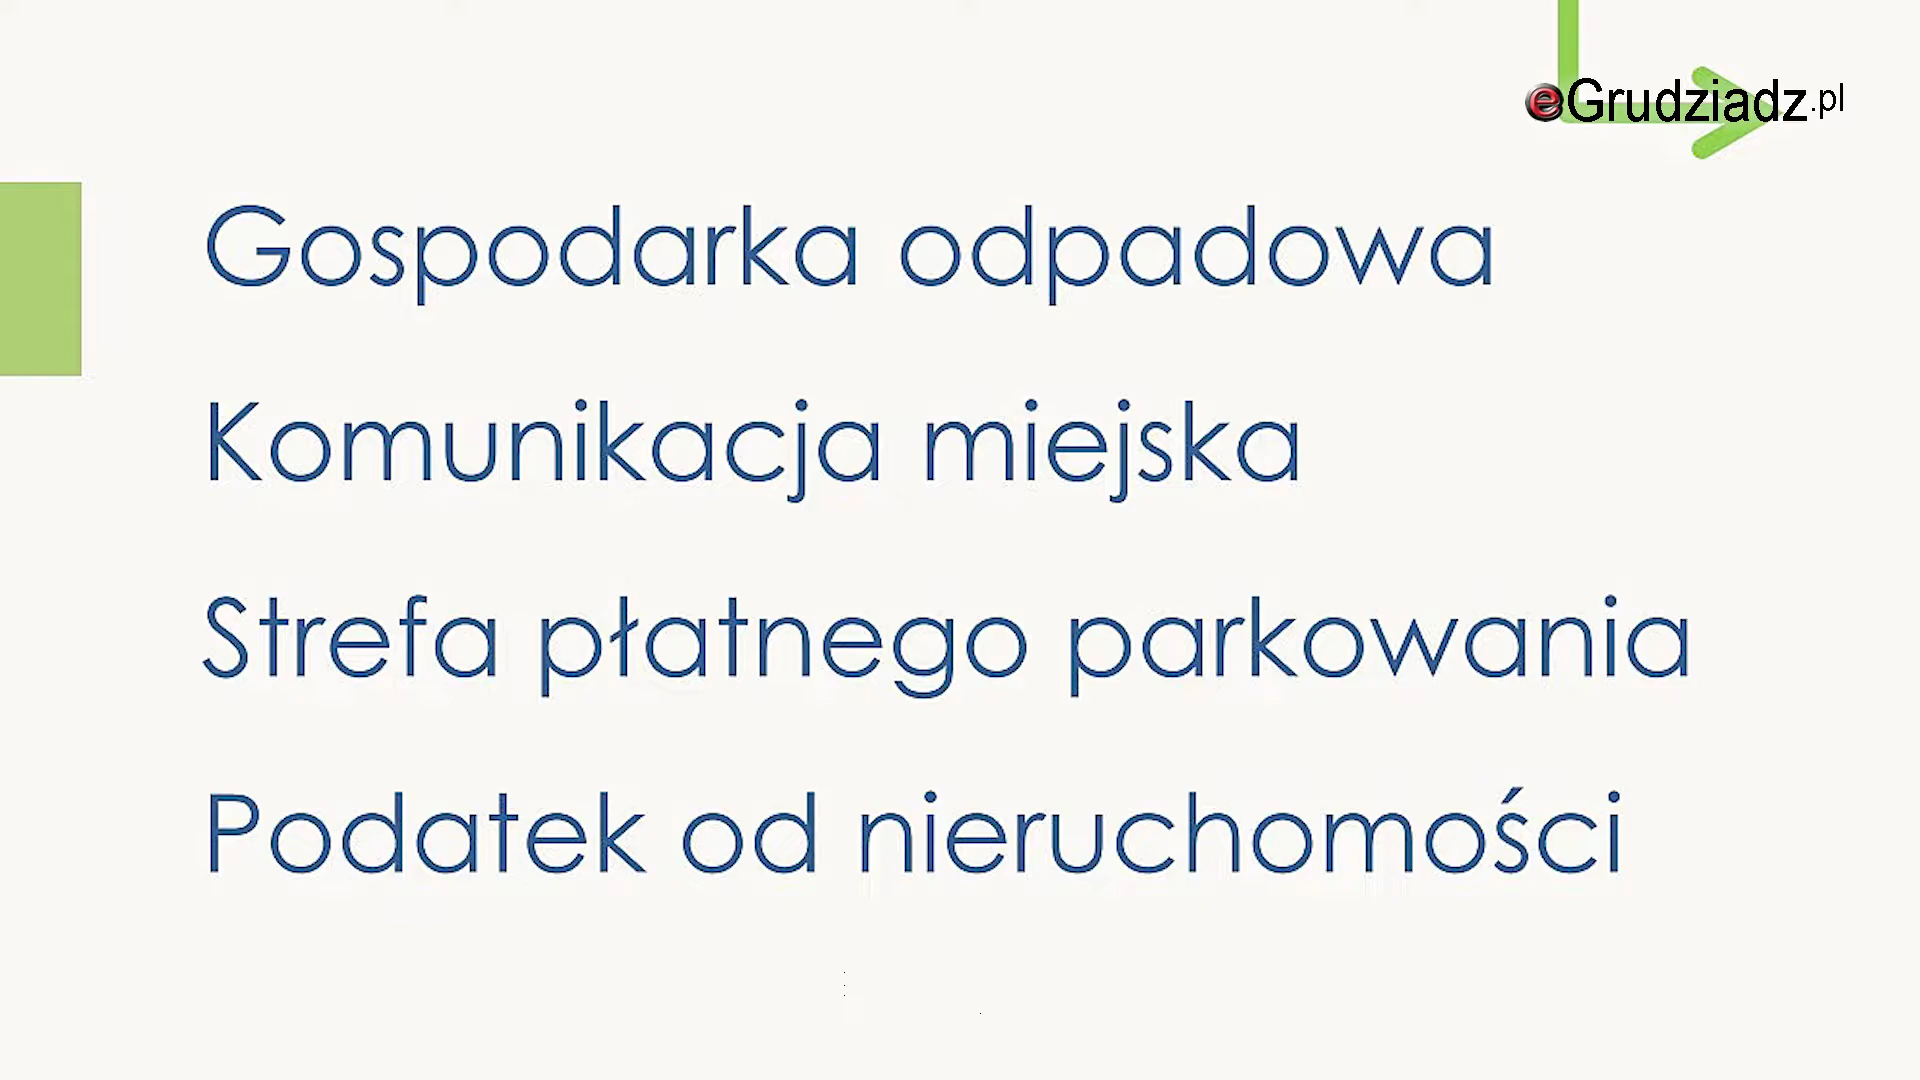 eGrudziadz.pl
Gospodarka odpadowa
Komunikacja miejska
Strefa płatnego parkowania
Podatek od nieruchomości